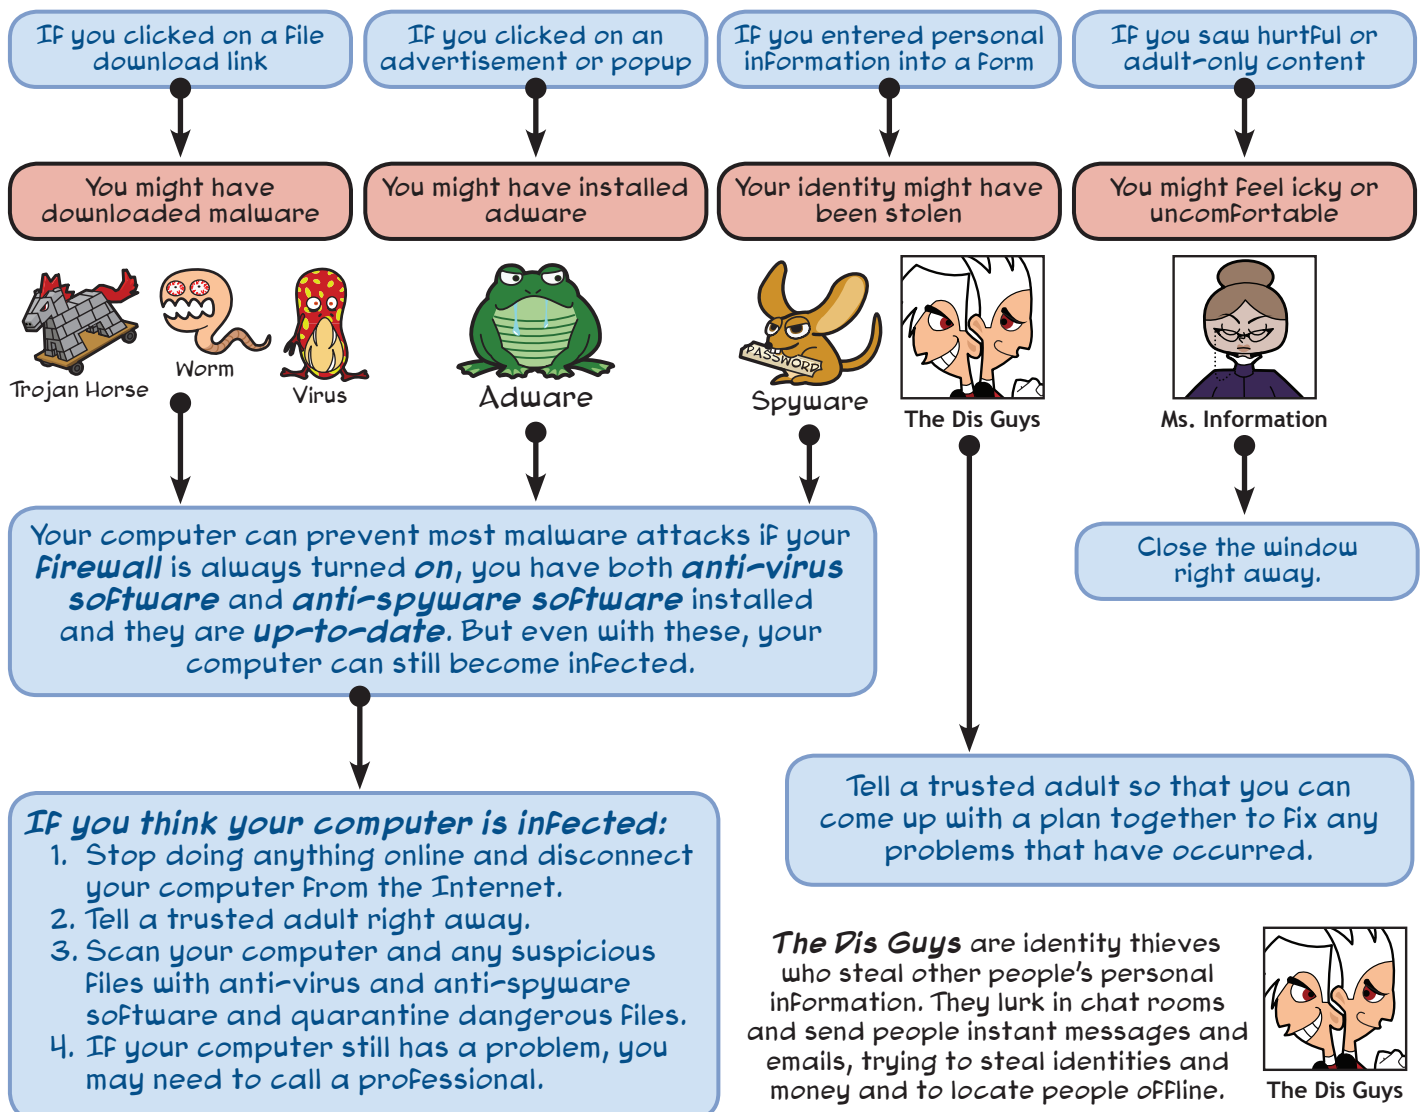 If you clicked on a file
download link
If you clicked on an
advertisement or popup
If you entered personal
information into a form
If you saw hurtful or
adult-only content
You might have
downloaded malware
You might have installed
adware
Your identity might have
been stolen
You might feel icky or
uncomfortable
Trojan Horse
Worm
Virus
Adware
PASSWORD
Spyware
The Dis Guys
Ms. Information
Your computer can prevent most malware attacks if your
firewall is always turned on, you have both anti-virus
software and anti-spyware software installed
and they are up-to-date. But even with these, your
computer can still become infected.
Close the window
right away.
If you think your computer is infected:
1. Stop doing anything online and disconnect
your computer from the Internet.
2. Tell a trusted adult right away.
3. Scan your computer and any suspicious
files with anti-virus and anti-spyware
software and quarantine dangerous files.
4. If your computer still has a problem, you
may need to call a professional.
Tell a trusted adult so that you can
come up with a plan together to fix any
problems that have occurred.
The Dis Guys are identity thieves
who steal other people's personal
information. They lurk in chat rooms
and send people instant messages and
emails, trying to steal identities and
money and to locate people offline.
The Dis Guys